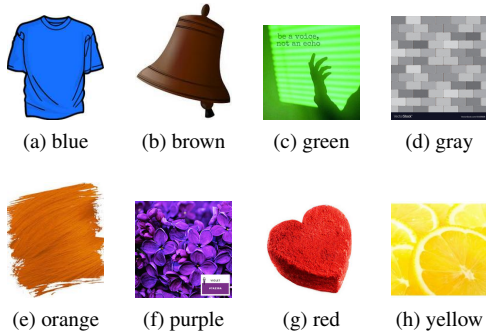 be a voice,
not an echo
(a) blue
(b) brown
(c) green
(d) gray
(e) orange
(f) purple
(g) red
(h) yellow